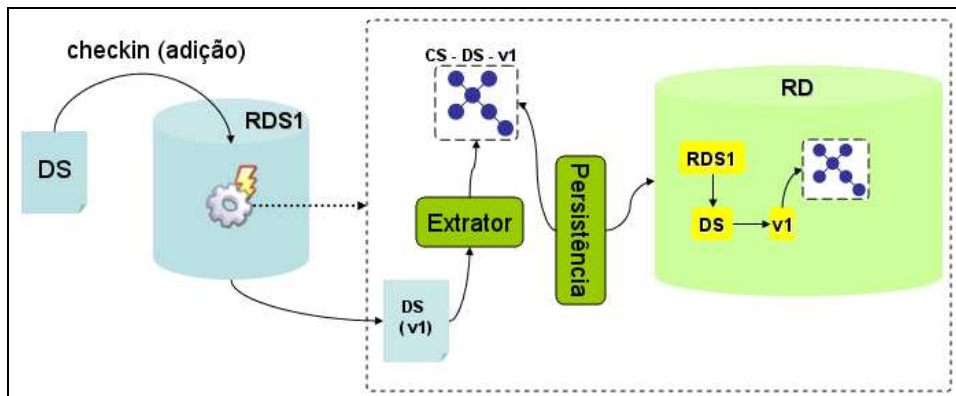 checkin (adição)
DS
RDS1
CS - DS - v1
Extrator
DS
(v1)
Persistência
RD
RDS1
DS
v1